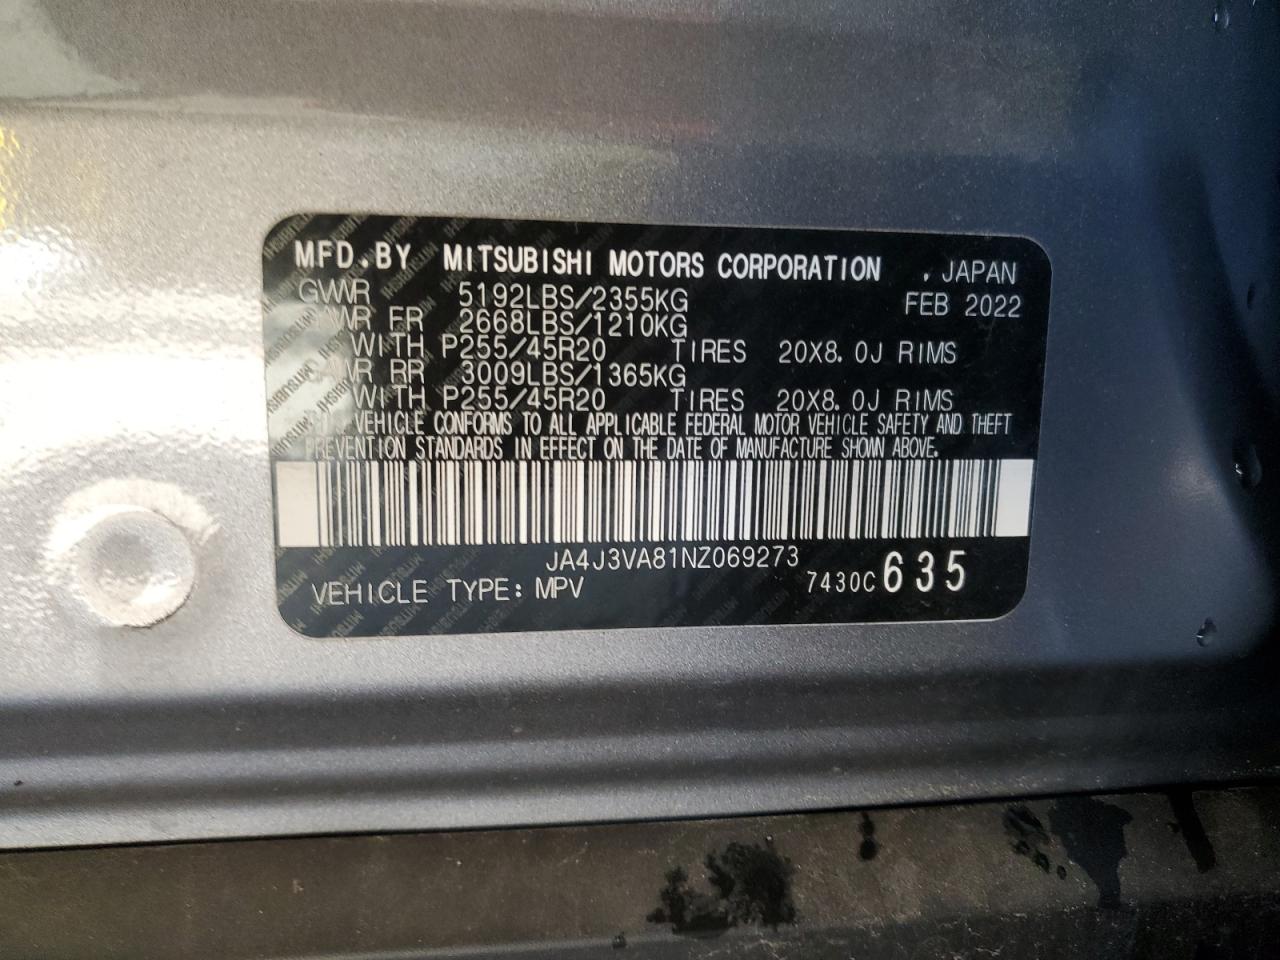 MFD.BY MITSUBISHI MOTORS CORPORATION . JAPAN
GVWR 5192LBS/2355KG FEB 2022
GAWR FR 2668LBS/1210KG
WITH P255/45R20 TIRES 20X8.0J RIMS
GAWR RR 3009LBS/1365KG
WITH P255/45R20 TIRES 20X8.0J RIMS
VEHICLE CONFORMS TO ALL APPLICABLE FEDERAL MOTOR VEHICLE SAFETY AND THEFT
PREVENTION STANDARDS IN EFFECT ON THE DATE OF MANUFACTURE SHOWN ABOVE.
JA4J3VA81NZ069273
VEHICLE TYPE: MPV 7430C 635